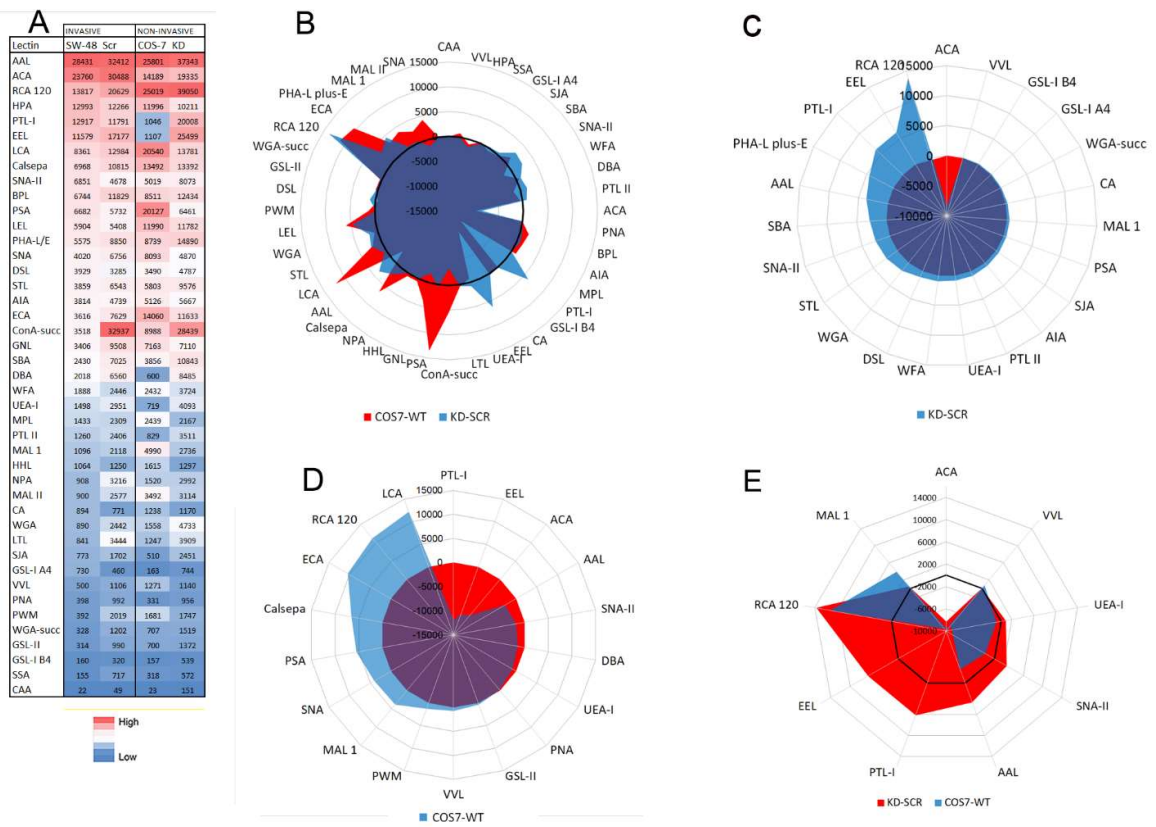 A
INVASIVE NON-INVASIVE
Lectin SW-48 Scr COS-7 KD
AAL 28431 32412 25801 37343
ACA 23760 30488 14189 19335
RCA 120 13817 20629 25019 39050
HPA 12993 12266 11996 10211
PTL-I 12917 11791 1046 20008
EEL 11579 17177 1107 25499
LCA 8361 12984 20540 13781
Calsepa 6968 10815 13492 13392
SNA-II 6851 4678 5019 8073
BPL 6744 11829 8511 12434
PSA 6682 5732 20127 6461
LEL 5904 5408 11990 11782
PHA-L/E 5575 8850 8739 14890
SNA 4020 6756 8093 4870
DSL 3929 3285 3490 4787
STL 3859 6543 5803 9576
AIA 3814 4739 5126 5667
ECA 3616 7629 14060 11633
ConA-succ 3518 32937 8988 28439
GNL 3406 9508 7163 7110
SBA 2430 7025 3856 10843
DBA 2018 6560 600 8485
WFA 1888 2446 2432 3724
UEA-I 1498 2951 719 4093
MPL 1433 2309 2439 2167
PTL II 1260 2406 829 3511
MAL 1 1096 2118 4990 2736
HHL 1064 1250 1615 1297
NPA 908 3216 1520 2992
MAL II 900 2577 3492 3114
CA 894 771 1238 1170
WGA 890 2442 1558 4733
LTL 841 3444 1247 3909
SJA 773 1702 510 2451
GSL-I A4 730 460 163 744
VVL 500 1106 1271 1140
PNA 398 992 331 956
PWM 392 2019 1681 1747
WGA-succ 328 1202 707 1519
GSL-II 314 990 700 1372
GSL-I B4 160 320 157 539
SSA 155 717 318 572
CAA 22 49 23 151
High
Low
B
CAA
VVL
HPA
SSA
GSL-I A4
SJA
SBA
SNA-II
WFA
DBA
PTL II
ACA
PNA
BPL
AIA
MPL
PTL-I
GSL-I B4
CA
EEL
UEA-I
LTL
ConA-succ
PSA
GNL
HHL
NPA
Calsepa
AAL
LCA
STL
WGA
LEL
PWM
DSL
GSL-II
WGA-succ
RCA 120
ECA
PHA-L plus-E
MAL 1
MAL II
SNA
15000
10000
5000
0
-5000
-10000
-15000
COS7-WT KD-SCR
C
ACA
VVL
GSL-I B4
GSL-I A4
WGA-succ
CA
MAL 1
PSA
SJA
AIA
PTL II
UEA-I
WFA
DSL
WGA
STL
SNA-II
SBA
AAL
PHA-L plus-E
PTL-I
EEL
RCA 120
15000
10000
5000
0
-5000
-10000
KD-SCR
D
PTL-I
EEL
ACA
AAL
SNA-II
DBA
UEA-I
PNA
GSL-II
VVL
PWM
MAL 1
SNA
PSA
Calsepa
ECA
RCA 120
LCA
15000
10000
5000
0
-5000
-10000
-15000
COS7-WT
E
ACA
VVL
UEA-I
SNA-II
AAL
PTL-I
EEL
RCA 120
MAL 1
14000
10000
6000
2000
-2000
-6000
-10000
KD-SCR COS7-WT